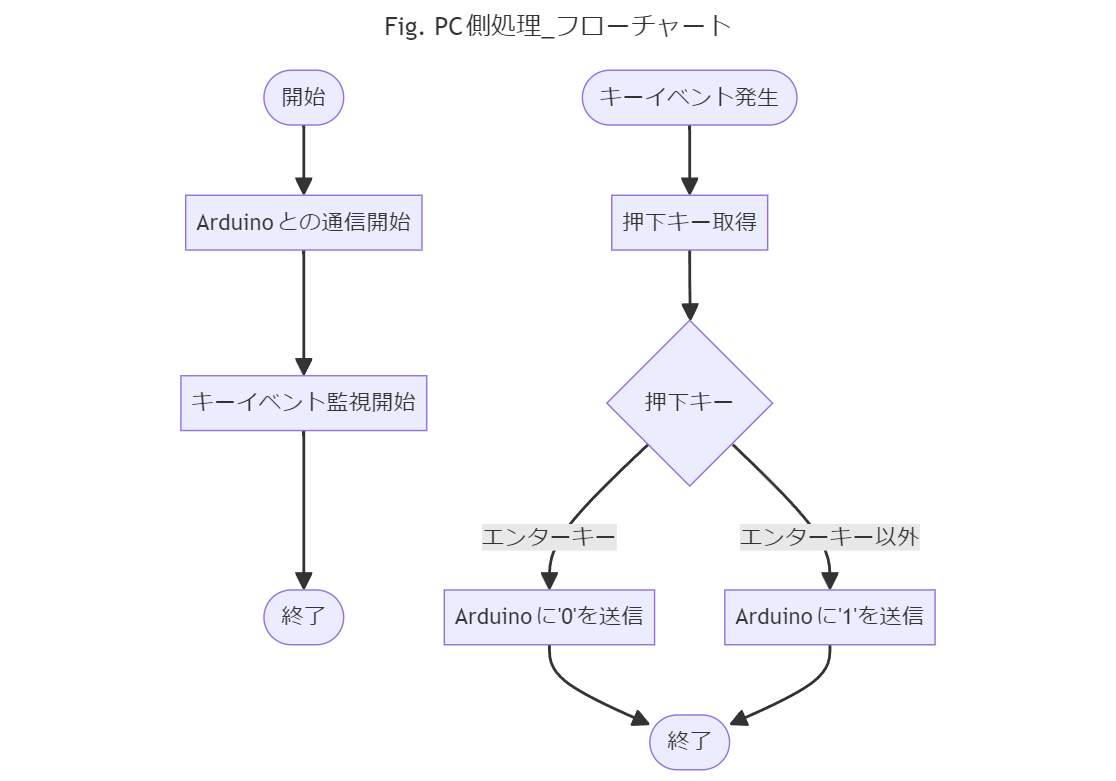 Fig. PC側処理_フローチャート
開始
Arduinoとの通信開始
キーイベント監視開始
終了
キーイベント発生
押下キー取得
押下キー
エンターキー
エンターキー以外
Arduinoに'0'を送信
Arduinoに'1'を送信
終了